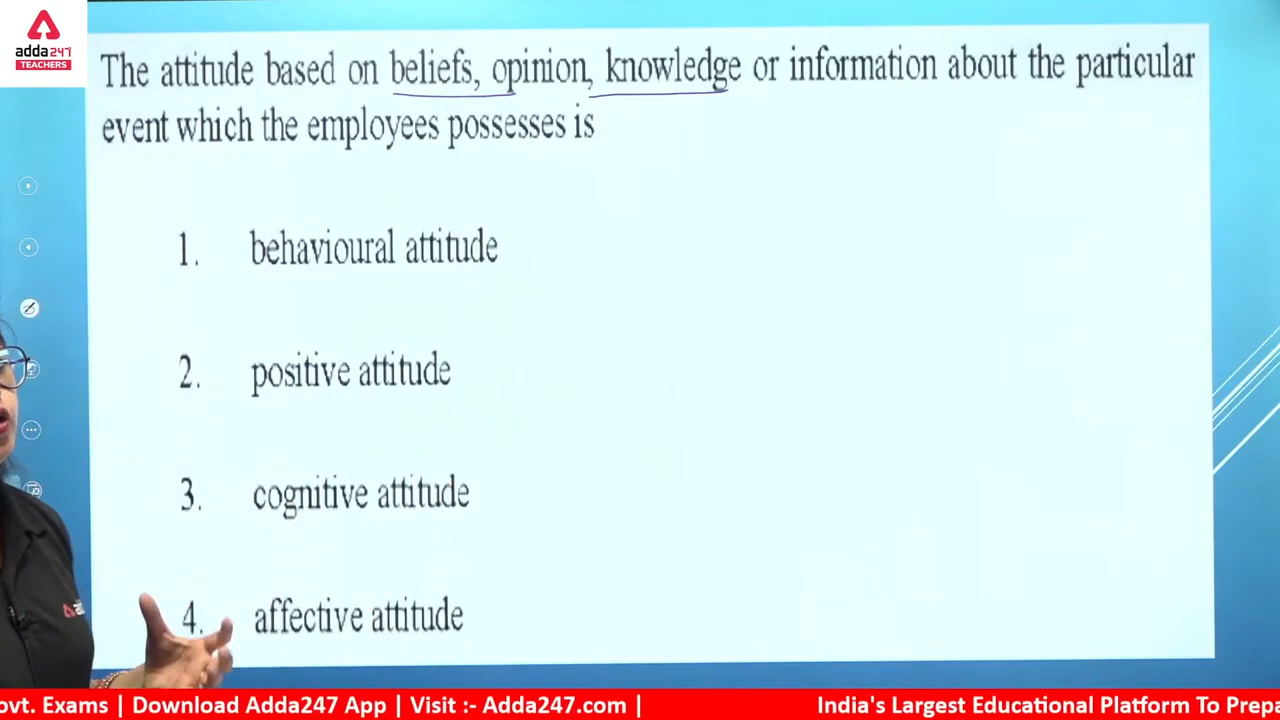 adda247
TEACHERS
The attitude based on beliefs, opinion, knowledge or information about the particular
event which the employees possesses is
1. behavioural attitude
2. positive attitude
3. cognitive attitude
4. affective attitude
ovt. Exams | Download Adda247 App | Visit :- Adda247.com | India's Largest Educational Platform To Prepa